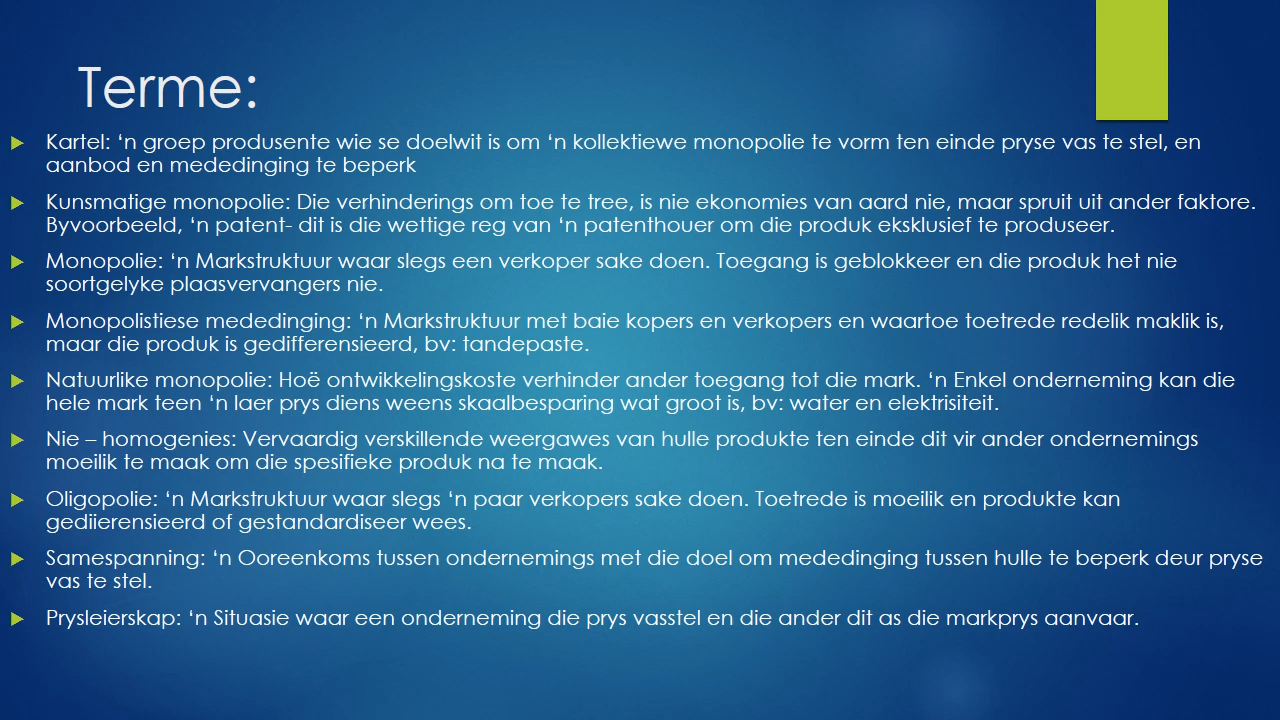 Terme:
Kartel: ‘n groep produsente wie se doelwit is om ‘n kollektiewe monopolie te vorm ten einde pryse vas te stel, en
aanbod en mededinging te beperk
Kunsmatige monopolie: Die verhinderings om toe te tree, is nie ekonomies van aard nie, maar spruit uit ander faktore.
Byvoorbeeld, ‘n patent- dit is die wettige reg van ‘n patenthouer om die produk eksklusief te produseer.
Monopolie: ‘n Markstruktuur waar slegs een verkoper sake doen. Toegang is geblokkeer en die produk het nie
soortgelyke plaasvervangers nie.
Monopolistiese mededinging: ‘n Markstruktuur met baie kopers en verkopers en waartoe toetrede redelik maklik is,
maar die produk is gedifferensieerd, bv: tandepaste.
Natuurlike monopolie: Hoë ontwikkelingskoste verhinder ander toegang tot die mark. ‘n Enkel onderneming kan die
hele mark teen ‘n laer prys diens weens skaalbesparing wat groot is, bv: water en elektrisiteit.
Nie – homogenies: Vervaardig verskillende weergawes van hulle produkte ten einde dit vir ander ondernemings
moeilik te maak om die spesifieke produk na te maak.
Oligopolie: ‘n Markstruktuur waar slegs ‘n paar verkopers sake doen. Toetrede is moeilik en produkte kan
gediierensieerd of gestandardiseer wees.
Samespanning: ‘n Ooreenkoms tussen ondernemings met die doel om mededinging tussen hulle te beperk deur pryse
vas te stel.
Prysleierskap: ‘n Situasie waar een onderneming die prys vasstel en die ander dit as die markprys aanvaar.